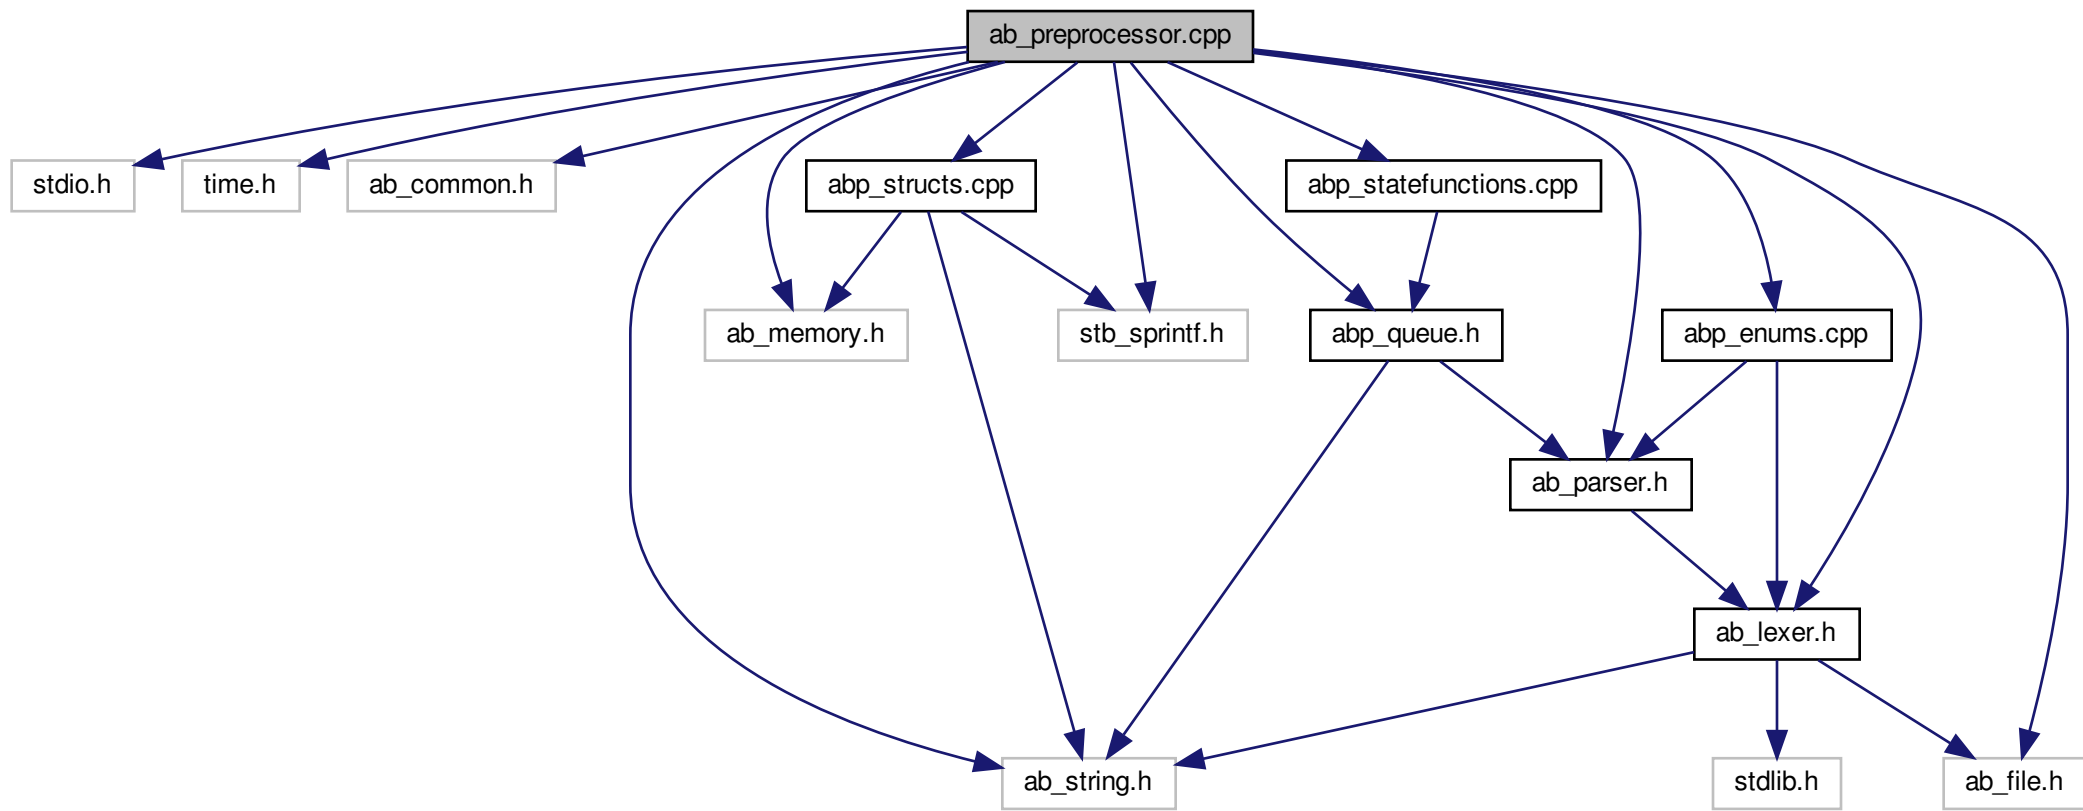 ab_preprocessor.cpp
stdio.h
time.h
ab_common.h
abp_structs.cpp
abp_statefunctions.cpp
ab_memory.h
stb_sprintf.h
abp_queue.h
abp_enums.cpp
ab_parser.h
ab_lexer.h
ab_string.h
stdlib.h
ab_file.h